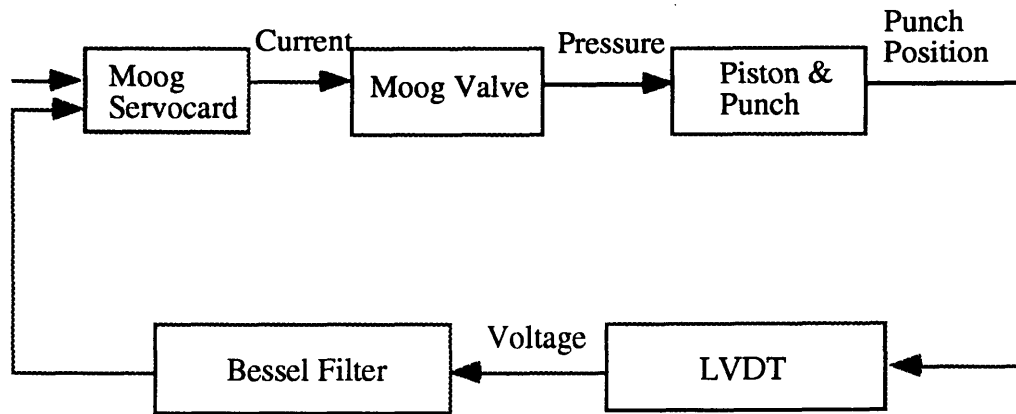 Current
Pressure
Punch
Position
Moog
Servocard
Moog Valve
Piston &
Punch
Voltage
Bessel Filter
LVDT